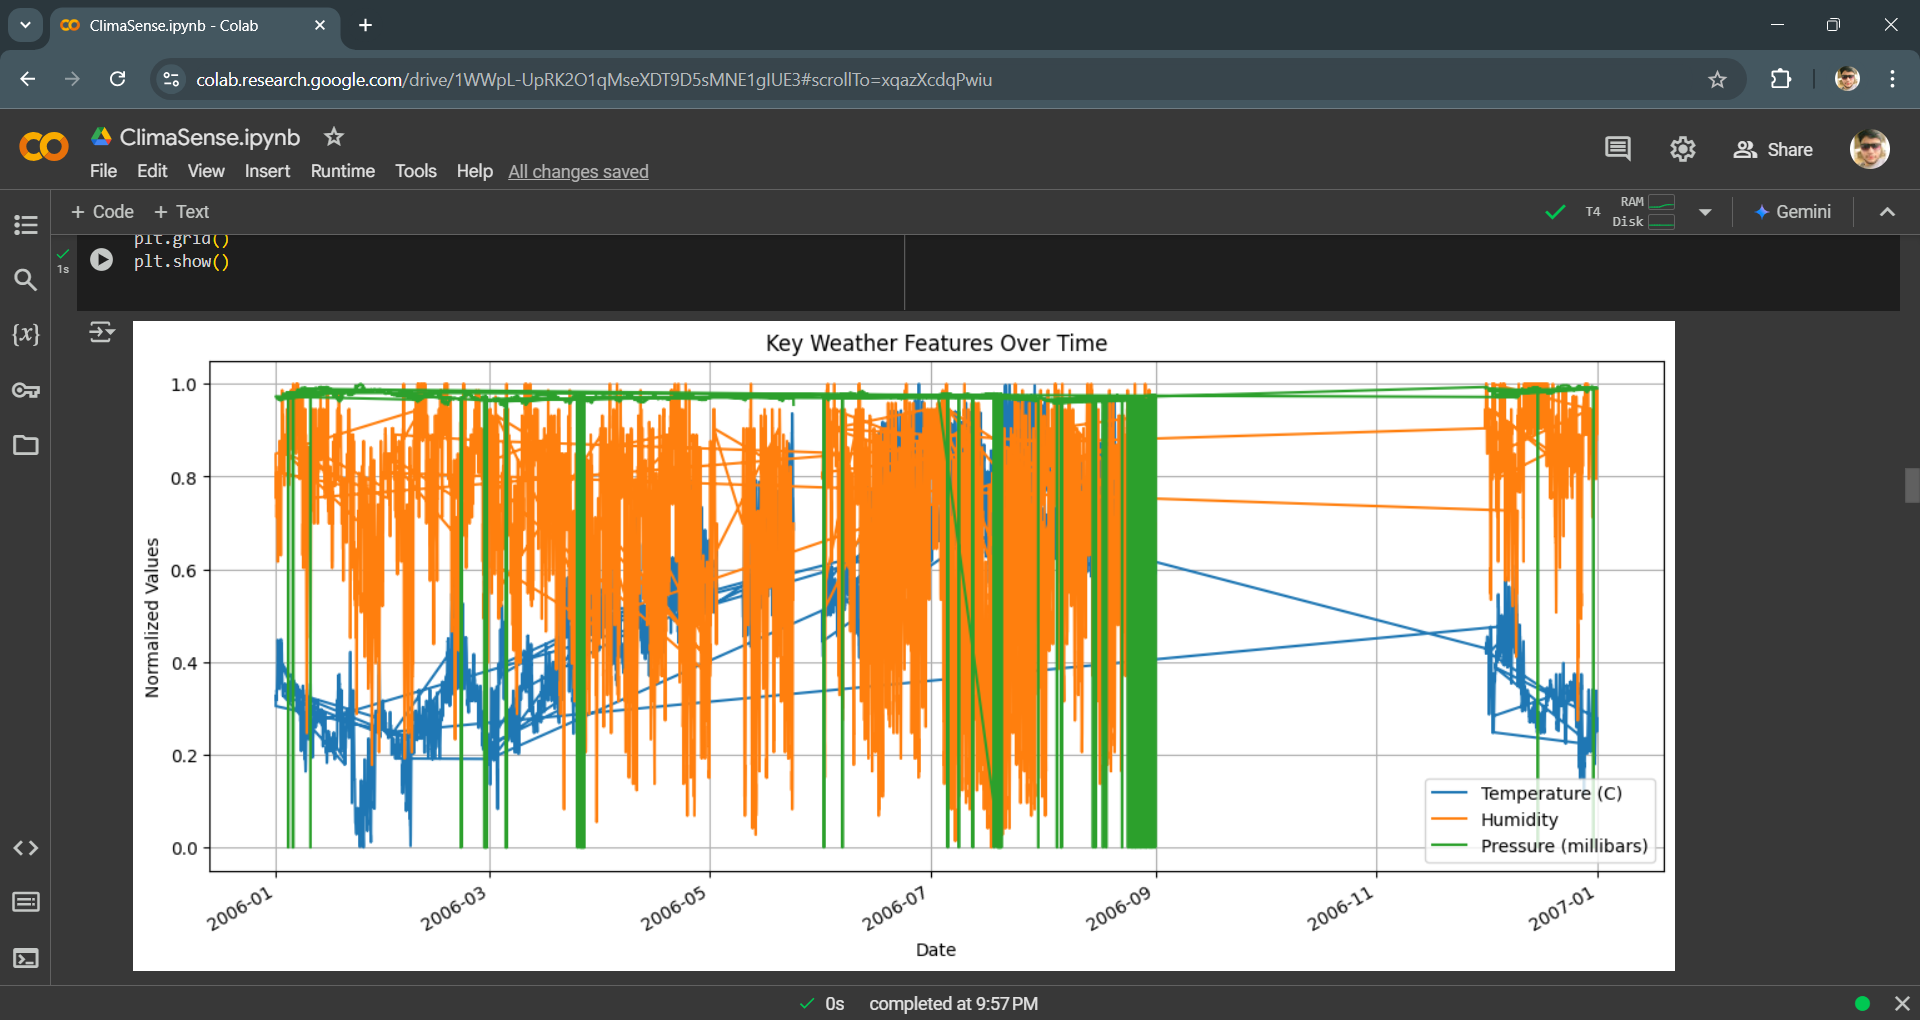 ClimaSense.ipynb - Colab
colab.research.google.com/drive/1WWpL-UpRK2O1qMseXDT9D5sMNE1gIUE3#scrollTo=xqazXcdqPwiu
ClimaSense.ipynb
File Edit View Insert Runtime Tools Help All changes saved
Share
+ Code + Text
T4
RAM
Disk
Gemini
plt.grid()
1s
plt.show()
Key Weather Features Over Time
1.0
0.8
0.6
0.4
0.2
0.0
Normalized Values
Temperature (C)
Humidity
Pressure (millibars)
2006-01
2006-03
2006-05
2006-07
2006-09
2006-11
2007-01
Date
0s completed at 9:57 PM